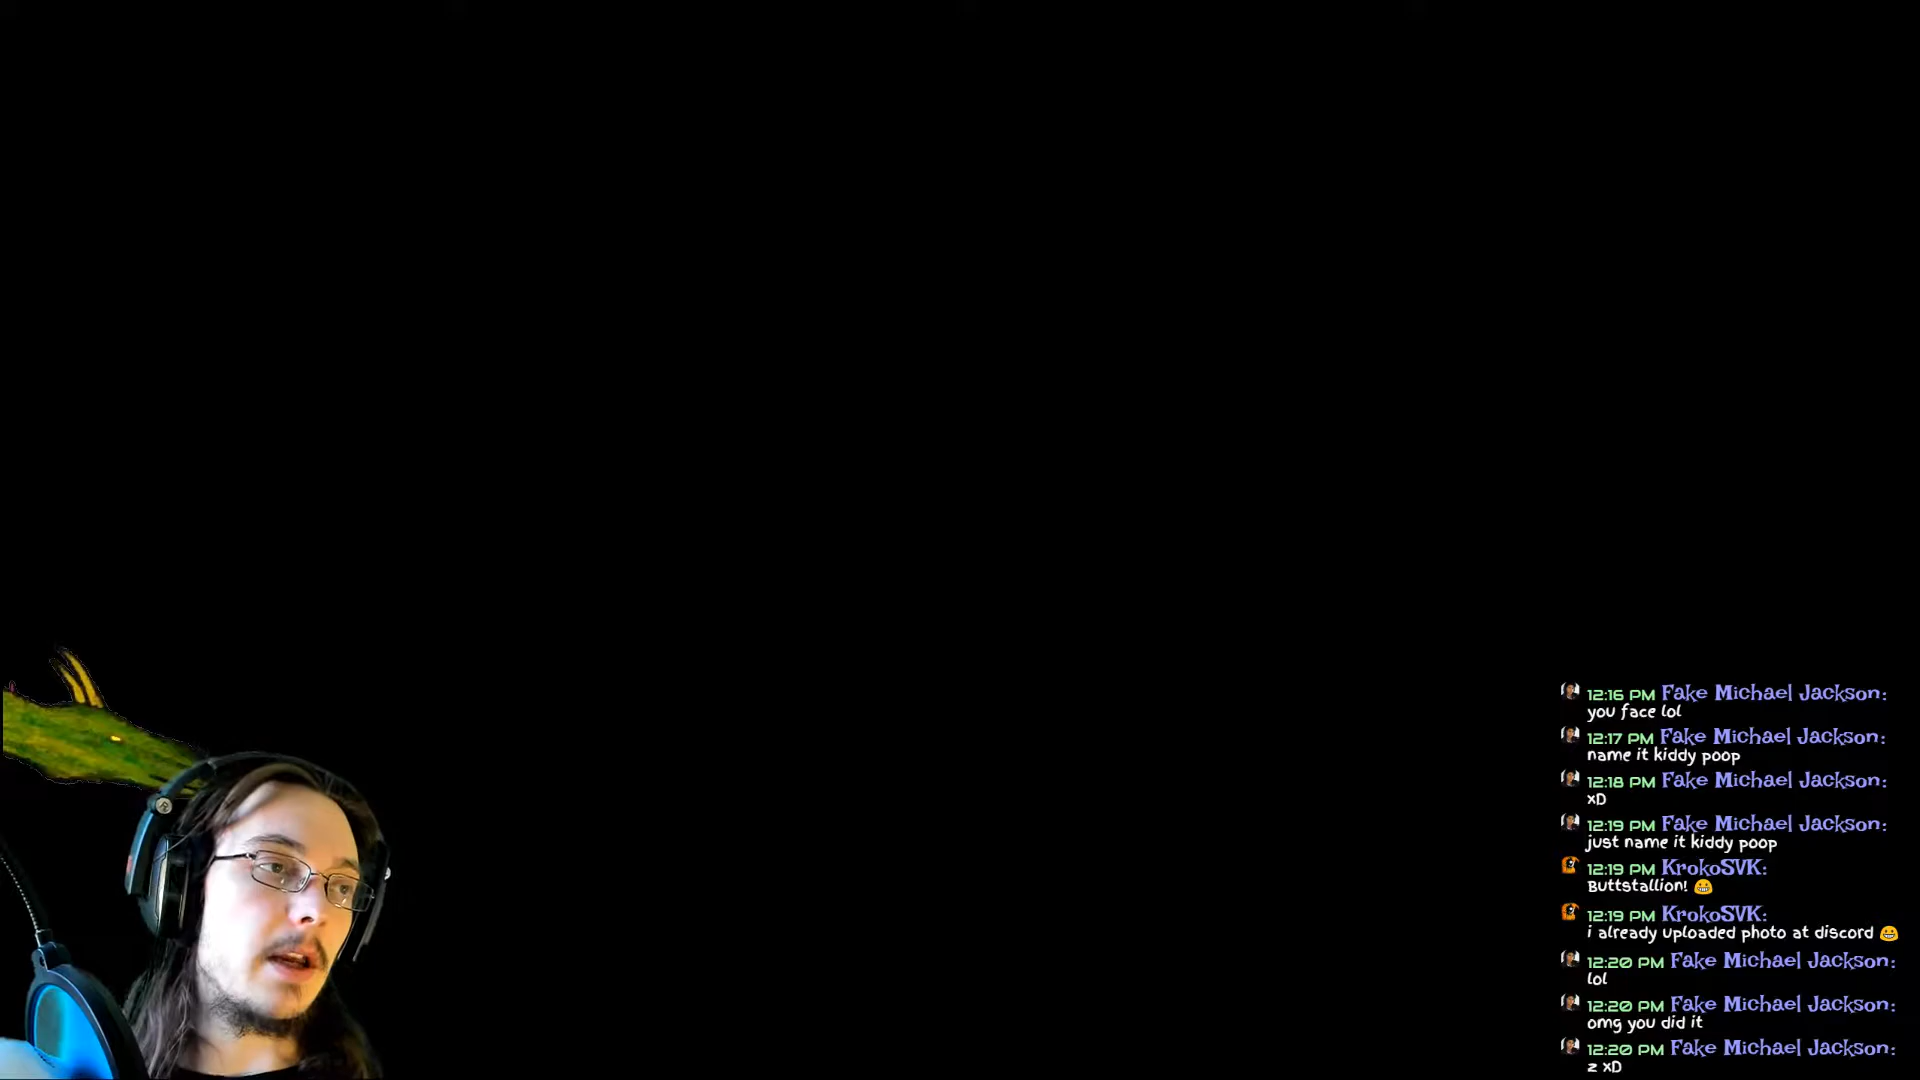 12:16 PM Fake Michael Jackson:
you face lol
12:17 PM Fake Michael Jackson:
name it kiddy poop
12:18 PM Fake Michael Jackson:
xD
12:19 PM Fake Michael Jackson:
just name it kiddy poop
12:19 PM KrokoSVK:
Buttstallion! 😀
12:19 PM KrokoSVK:
i already uploaded photo at discord 😀
12:20 PM Fake Michael Jackson:
lol
12:20 PM Fake Michael Jackson:
omg you did it
12:20 PM Fake Michael Jackson:
z xD